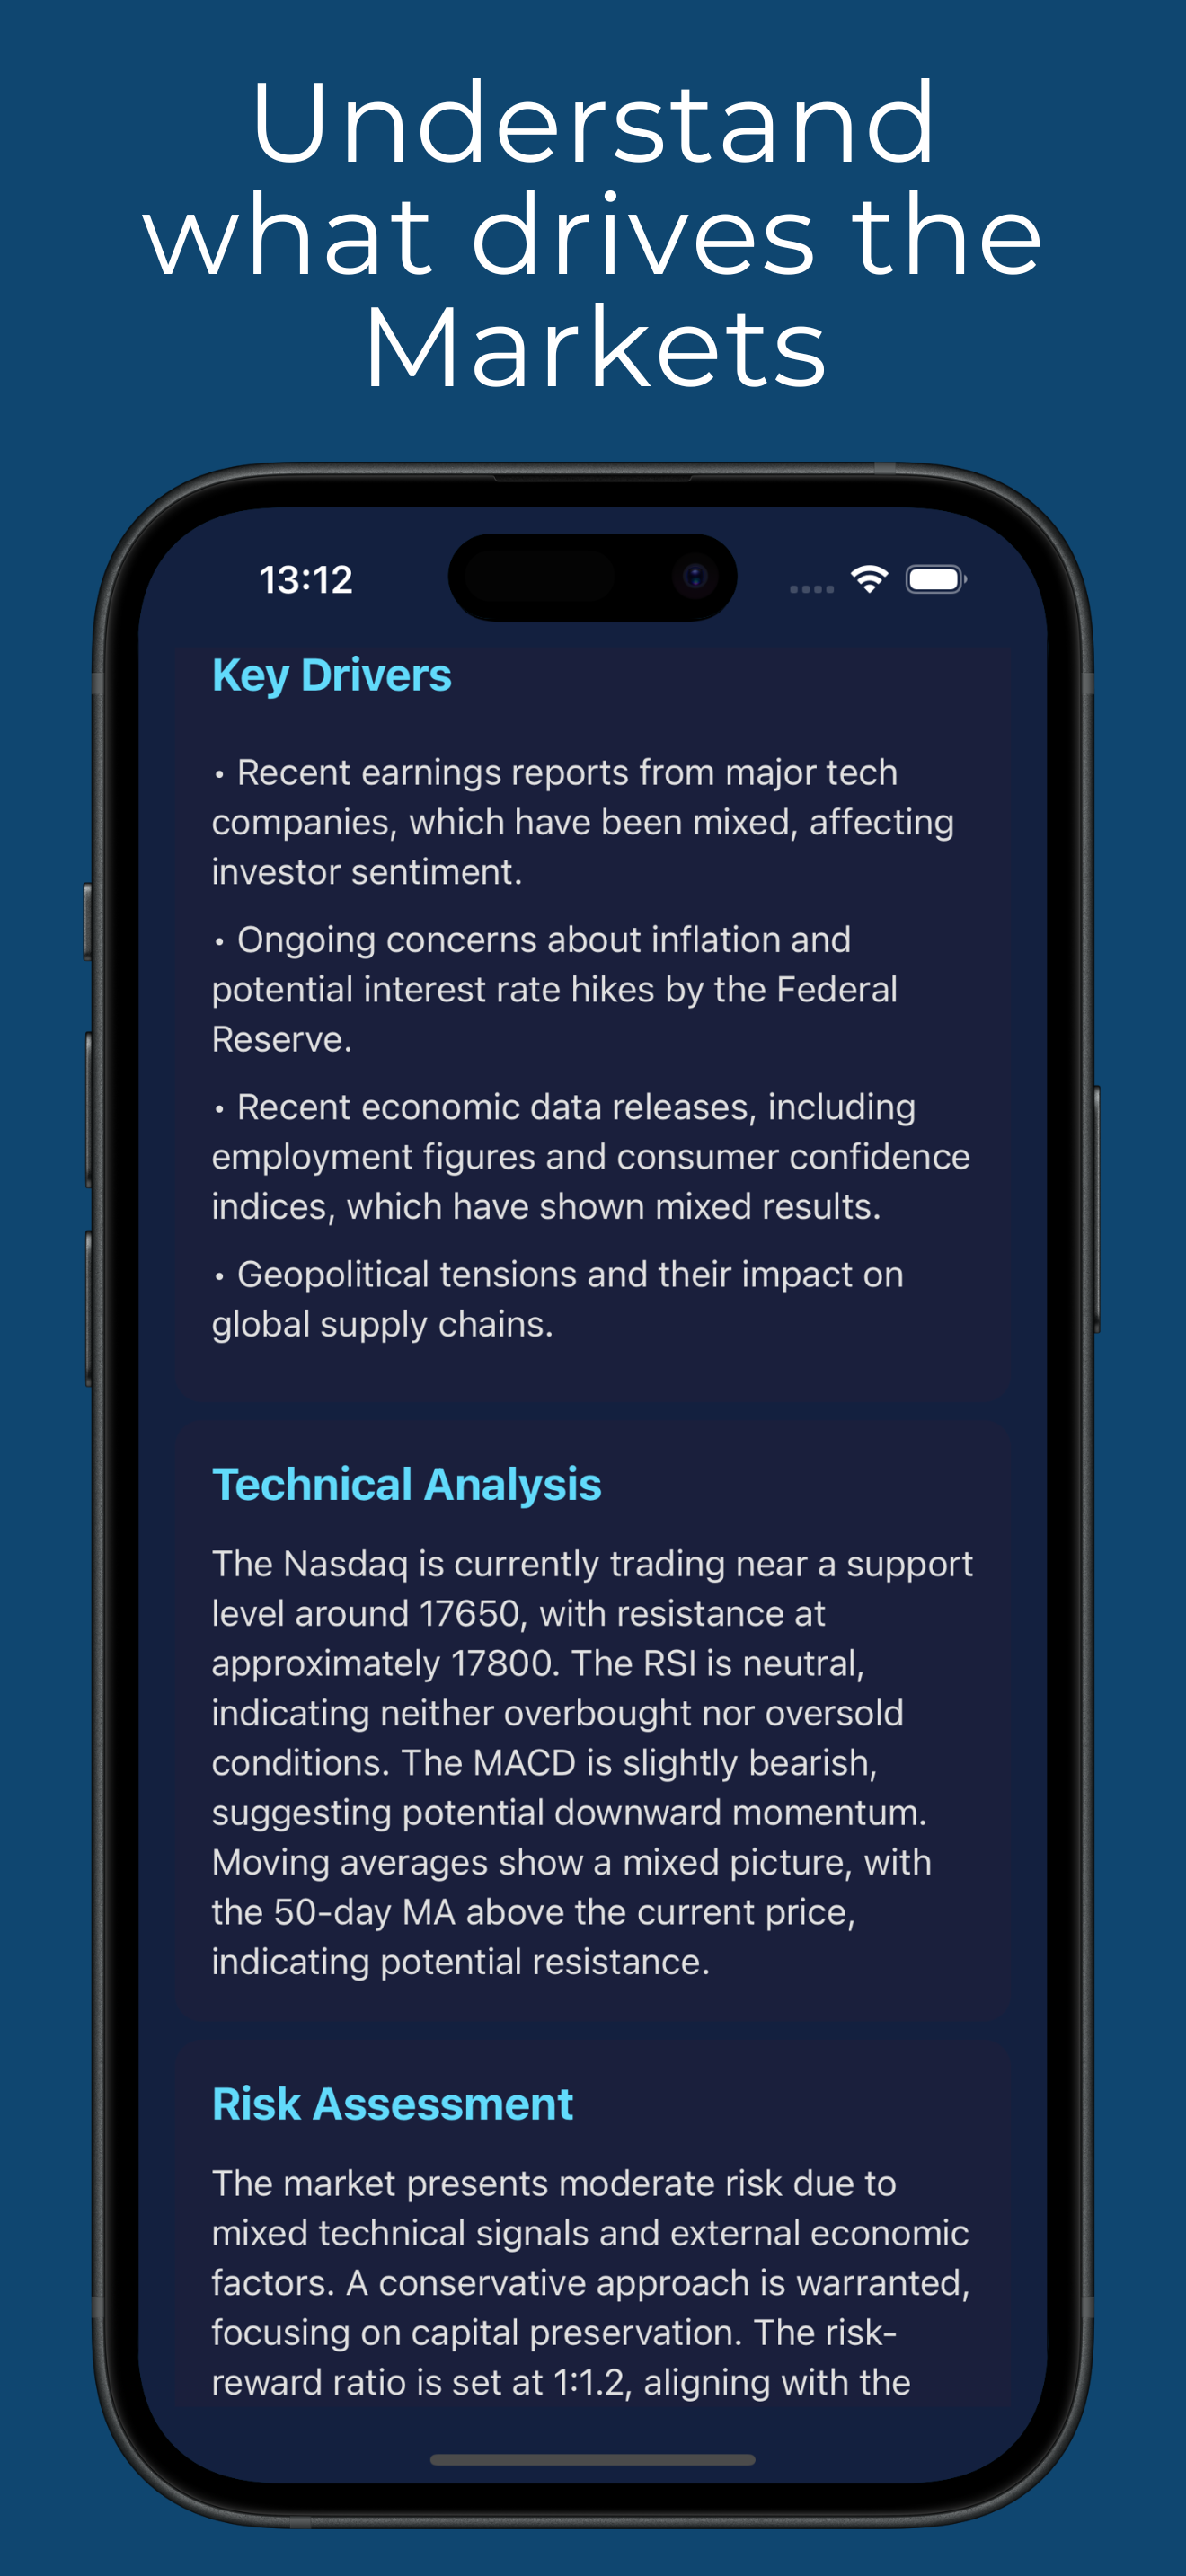 Understand
what drives the
Markets
13:12
Key Drivers
• Recent earnings reports from major tech
companies, which have been mixed, affecting
investor sentiment.
• Ongoing concerns about inflation and
potential interest rate hikes by the Federal
Reserve.
• Recent economic data releases, including
employment figures and consumer confidence
indices, which have shown mixed results.
• Geopolitical tensions and their impact on
global supply chains.
Technical Analysis
The Nasdaq is currently trading near a support
level around 17650, with resistance at
approximately 17800. The RSI is neutral,
indicating neither overbought nor oversold
conditions. The MACD is slightly bearish,
suggesting potential downward momentum.
Moving averages show a mixed picture, with
the 50-day MA above the current price,
indicating potential resistance.
Risk Assessment
The market presents moderate risk due to
mixed technical signals and external economic
factors. A conservative approach is warranted,
focusing on capital preservation. The risk-
reward ratio is set at 1:1.2, aligning with the